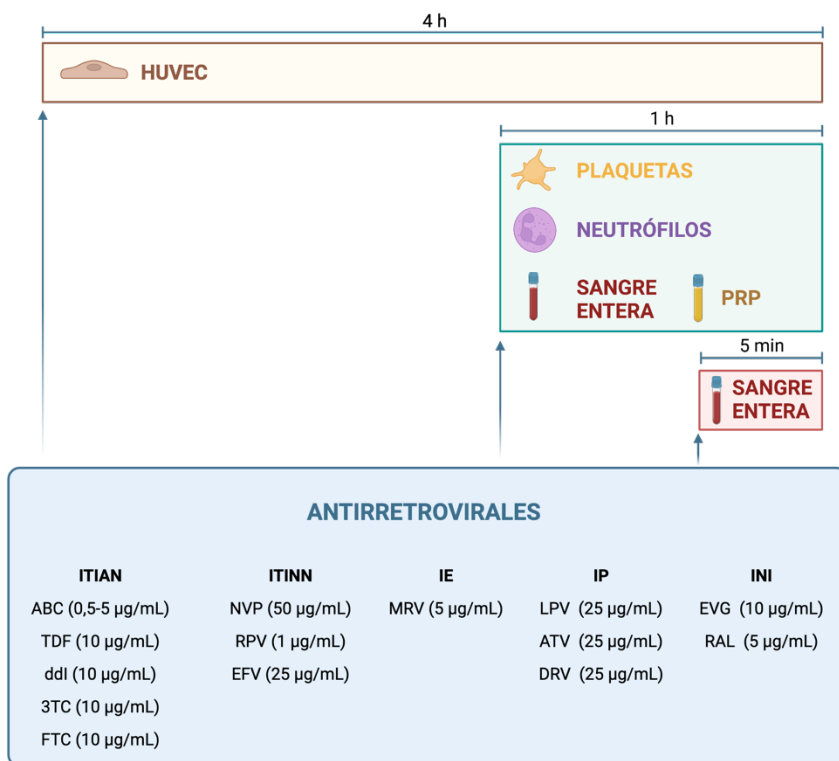 4 h
HUVEC
1 h
PLAQUETAS
NEUTRÓFILOS
SANGRE
ENTERA
PRP
5 min
SANGRE
ENTERA
ANTIRRETROVIRALES
ITIAN
ABC (0,5-5 µg/mL)
TDF (10 µg/mL)
ddI (10 µg/mL)
3TC (10 µg/mL)
FTC (10 µg/mL)
ITINN
NVP (50 µg/mL)
RPV (1 µg/mL)
EFV (25 µg/mL)
IE
MRV (5 µg/mL)
IP
LPV (25 µg/mL)
ATV (25 µg/mL)
DRV (25 µg/mL)
INI
EVG (10 µg/mL)
RAL (5 µg/mL)